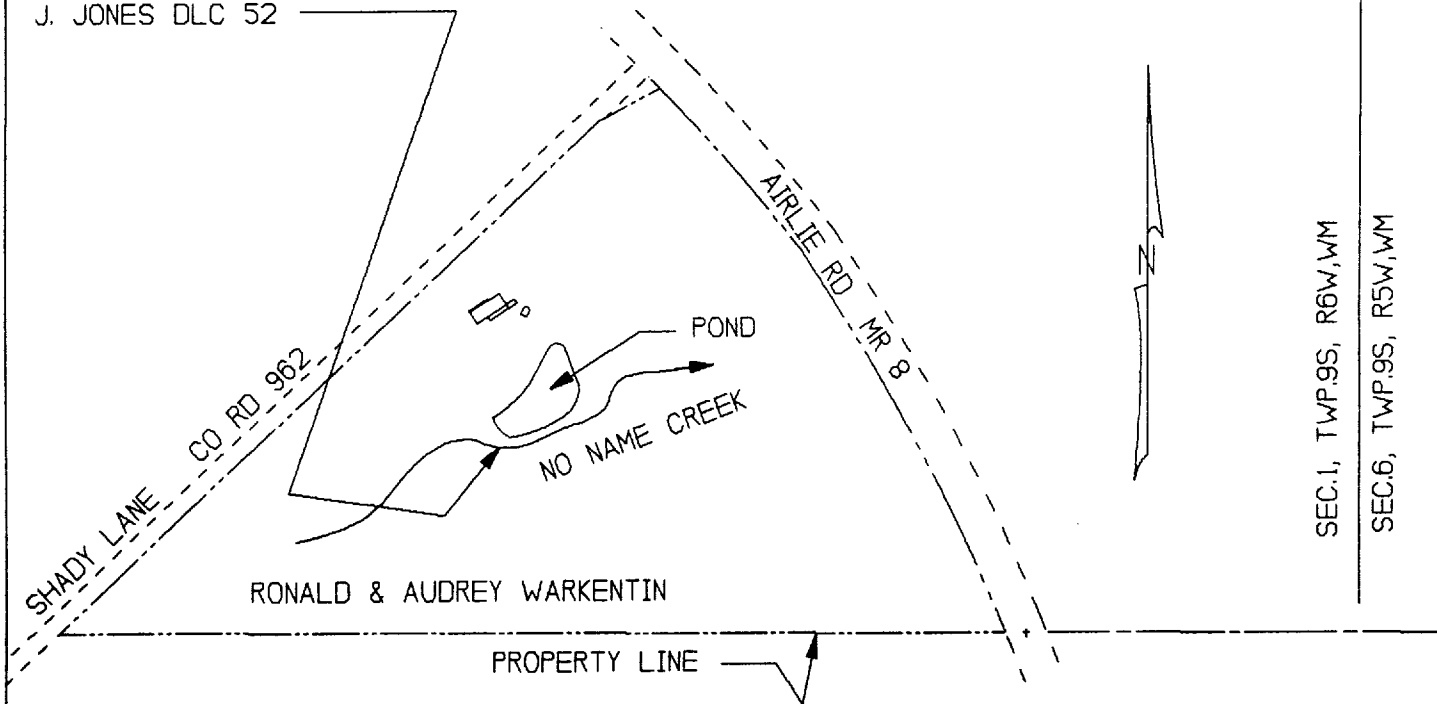 J. JONES DLC 52
AIRLIE RD MR 8
N
SEC.1, TWP.9S, R6W,WM
SEC.6, TWP.9S, R5W,WM
POND
SHADY LANE CO RD 962
NO NAME CREEK
RONALD & AUDREY WARKENTIN
PROPERTY LINE